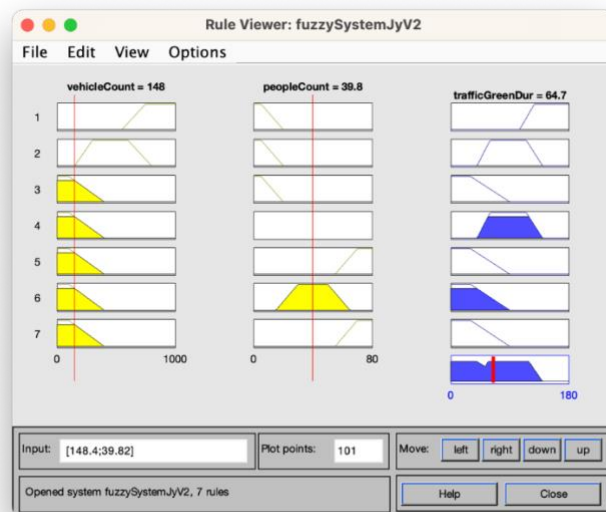 Rule Viewer: fuzzySystemJyV2
File Edit View Options
vehicleCount = 148 peopleCount = 39.8 trafficGreenDur = 64.7
1
2
3
4
5
6
7
0 1000 0 80
0 180
Input: [148.4;39.82] Plot points: 101 Move: left right down up
Opened system fuzzySystemJyV2, 7 rules Help Close